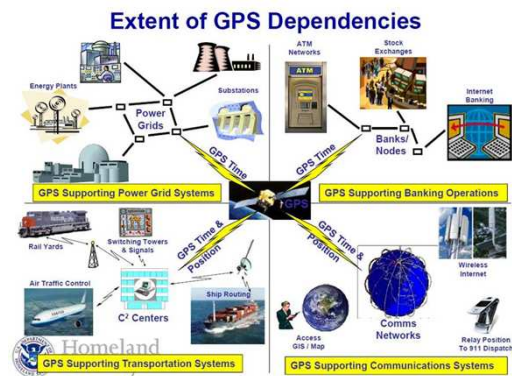 Extent of GPS Dependencies
ATM
Networks
Stock
Exchanges
Energy Plants
Substations
ATM
Internet
Banking
Power
Grids
Banks/
Nodes
GPS Time
GPS Time
GPS Supporting Power Grid Systems
GPS Supporting Banking Operations
GPS
Rail Yards
Switching Towers
& Signals
GPS Time &
Position
GPS Time &
Position
Wireless
Internet
Air Traffic Control
Ship Routing
C² Centers
Access
GIS / Map
Comms
Networks
Relay Position
To 911 Dispatch
Homeland
GPS Supporting Transportation Systems
GPS Supporting Communications Systems